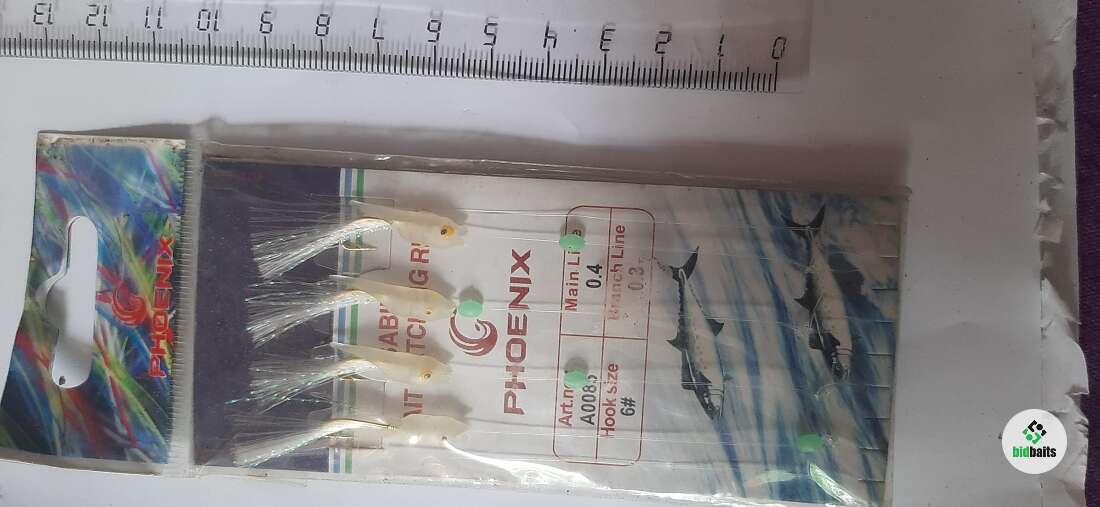 13 12 11 10 9 8 7 6 5 4 3 2 1 0
PHOENIX
PHOENIX
Main Line
0.4
Branch Line
0.3
Art.no
A0085
Hook size
6#
bidbaits